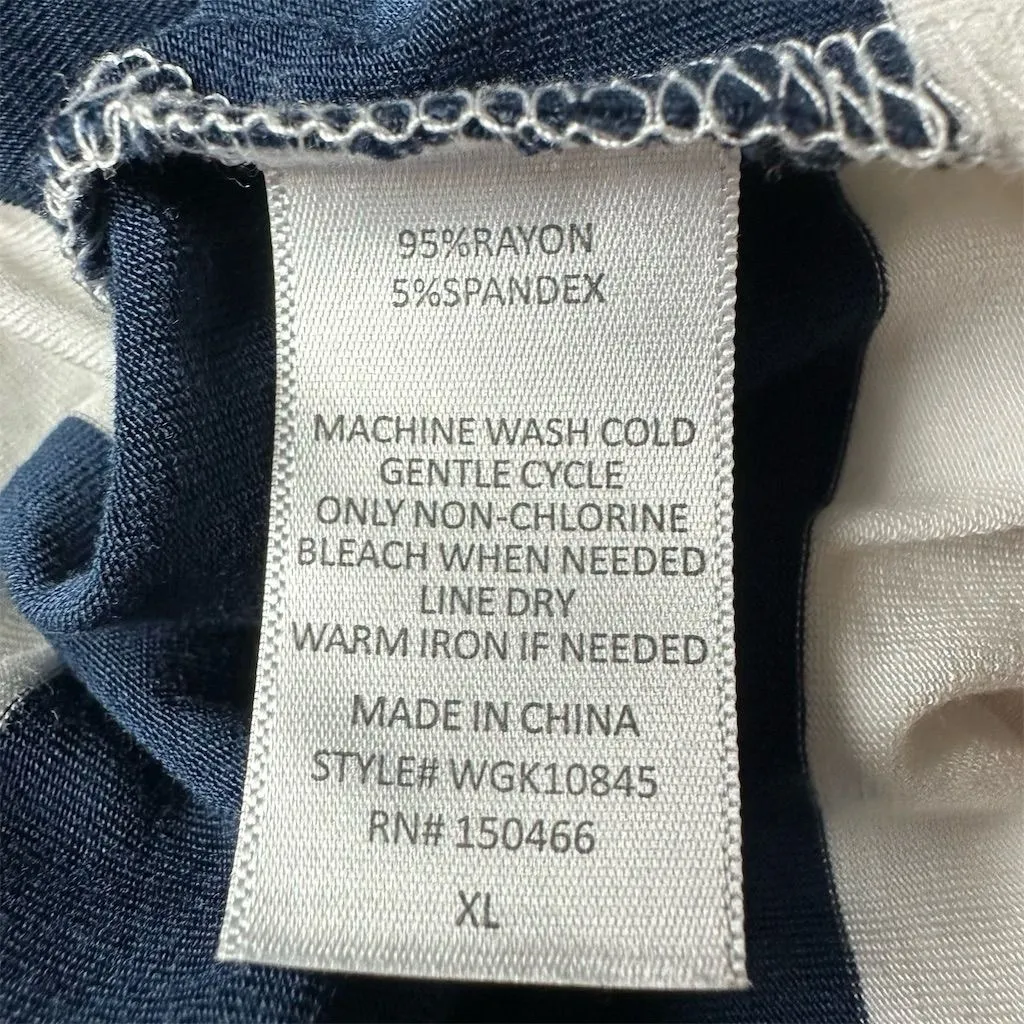 95%RAYON
5%SPANDEX
MACHINE WASH COLD
GENTLE CYCLE
ONLY NON-CHLORINE
BLEACH WHEN NEEDED
LINE DRY
WARM IRON IF NEEDED
MADE IN CHINA
STYLE# WGK10845
RN# 150466
XL